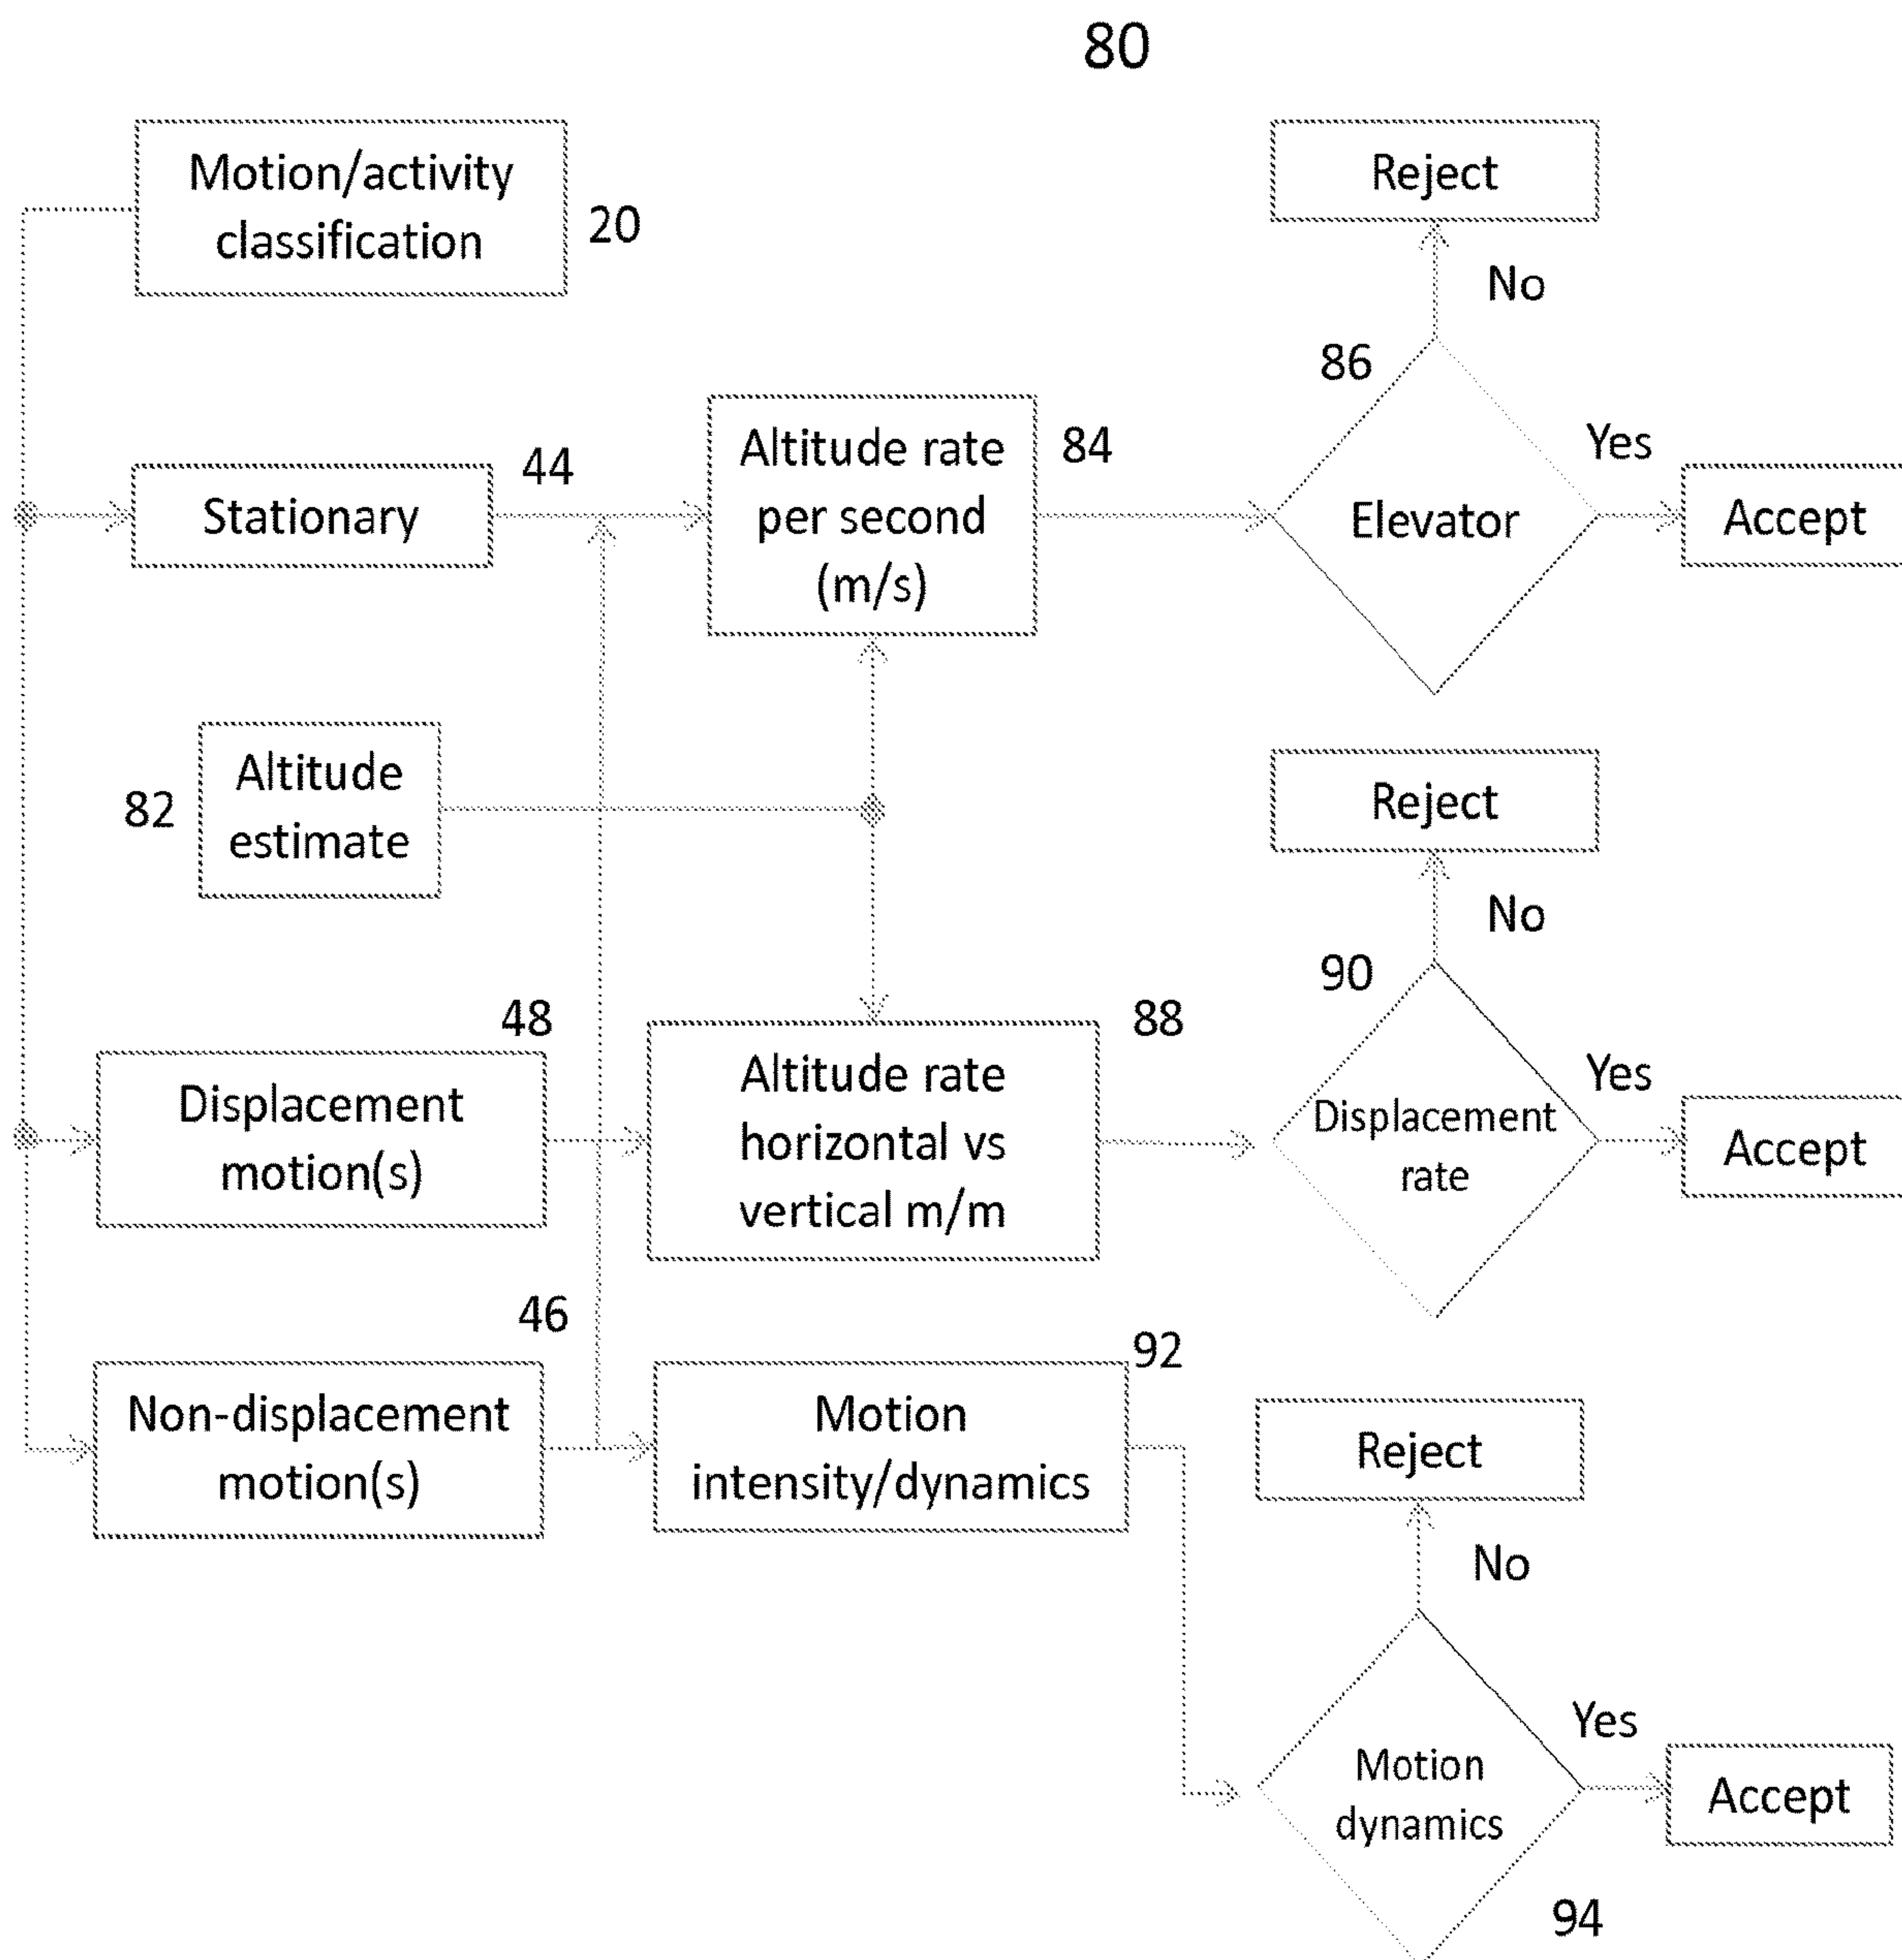 80
Motion/activity
classification
20
Reject
No
86
Elevator
Yes
Accept
Stationary
44
Altitude rate
per second
(m/s)
84
82
Altitude
estimate
Reject
No
90
Displacement
rate
Yes
Accept
48
Displacement
motion(s)
Altitude rate
horizontal vs
vertical m/m
88
46
Non-displacement
motion(s)
Motion
intensity/dynamics
92
Reject
No
Motion
dynamics
Yes
Accept
94